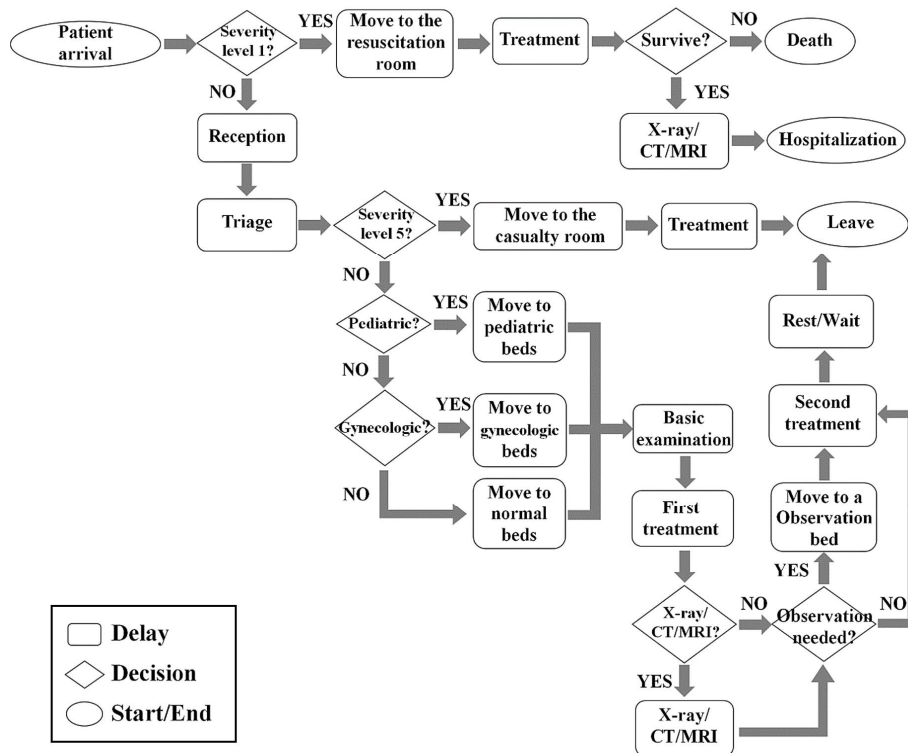 Patient
arrival
Severity
level 1?
YES
Move to the
resuscitation
room
Treatment
Survive?
NO
Death
NO
YES
Reception
X-ray/
CT/MRI
Hospitalization
Triage
Severity
level 5?
YES
Move to the
casualty room
Treatment
Leave
NO
Pediatric?
YES
Move to
pediatric
beds
Rest/Wait
NO
Gynecologic?
YES
Move to
gynecologic
beds
Basic
examination
Second
treatment
NO
Move to
normal
beds
First
treatment
Move to a
Observation
bed
YES
X-ray/
CT/MRI?
NO
Observation
needed?
NO
YES
X-ray/
CT/MRI
Delay
Decision
Start/End